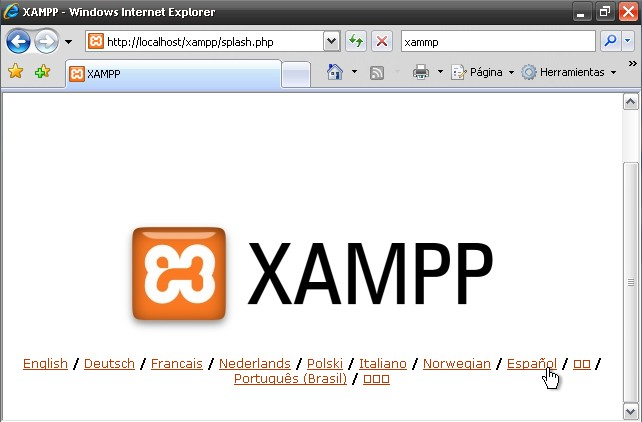 XAMPP - Windows Internet Explorer
http://localhost/xampp/splash.php
xammp
XAMPP
Página
Herramientas
XAMPP
English / Deutsch / Francais / Nederlands / Polski / Italiano / Norwegian / Español / □□ /
Português (Brasil) / □□□